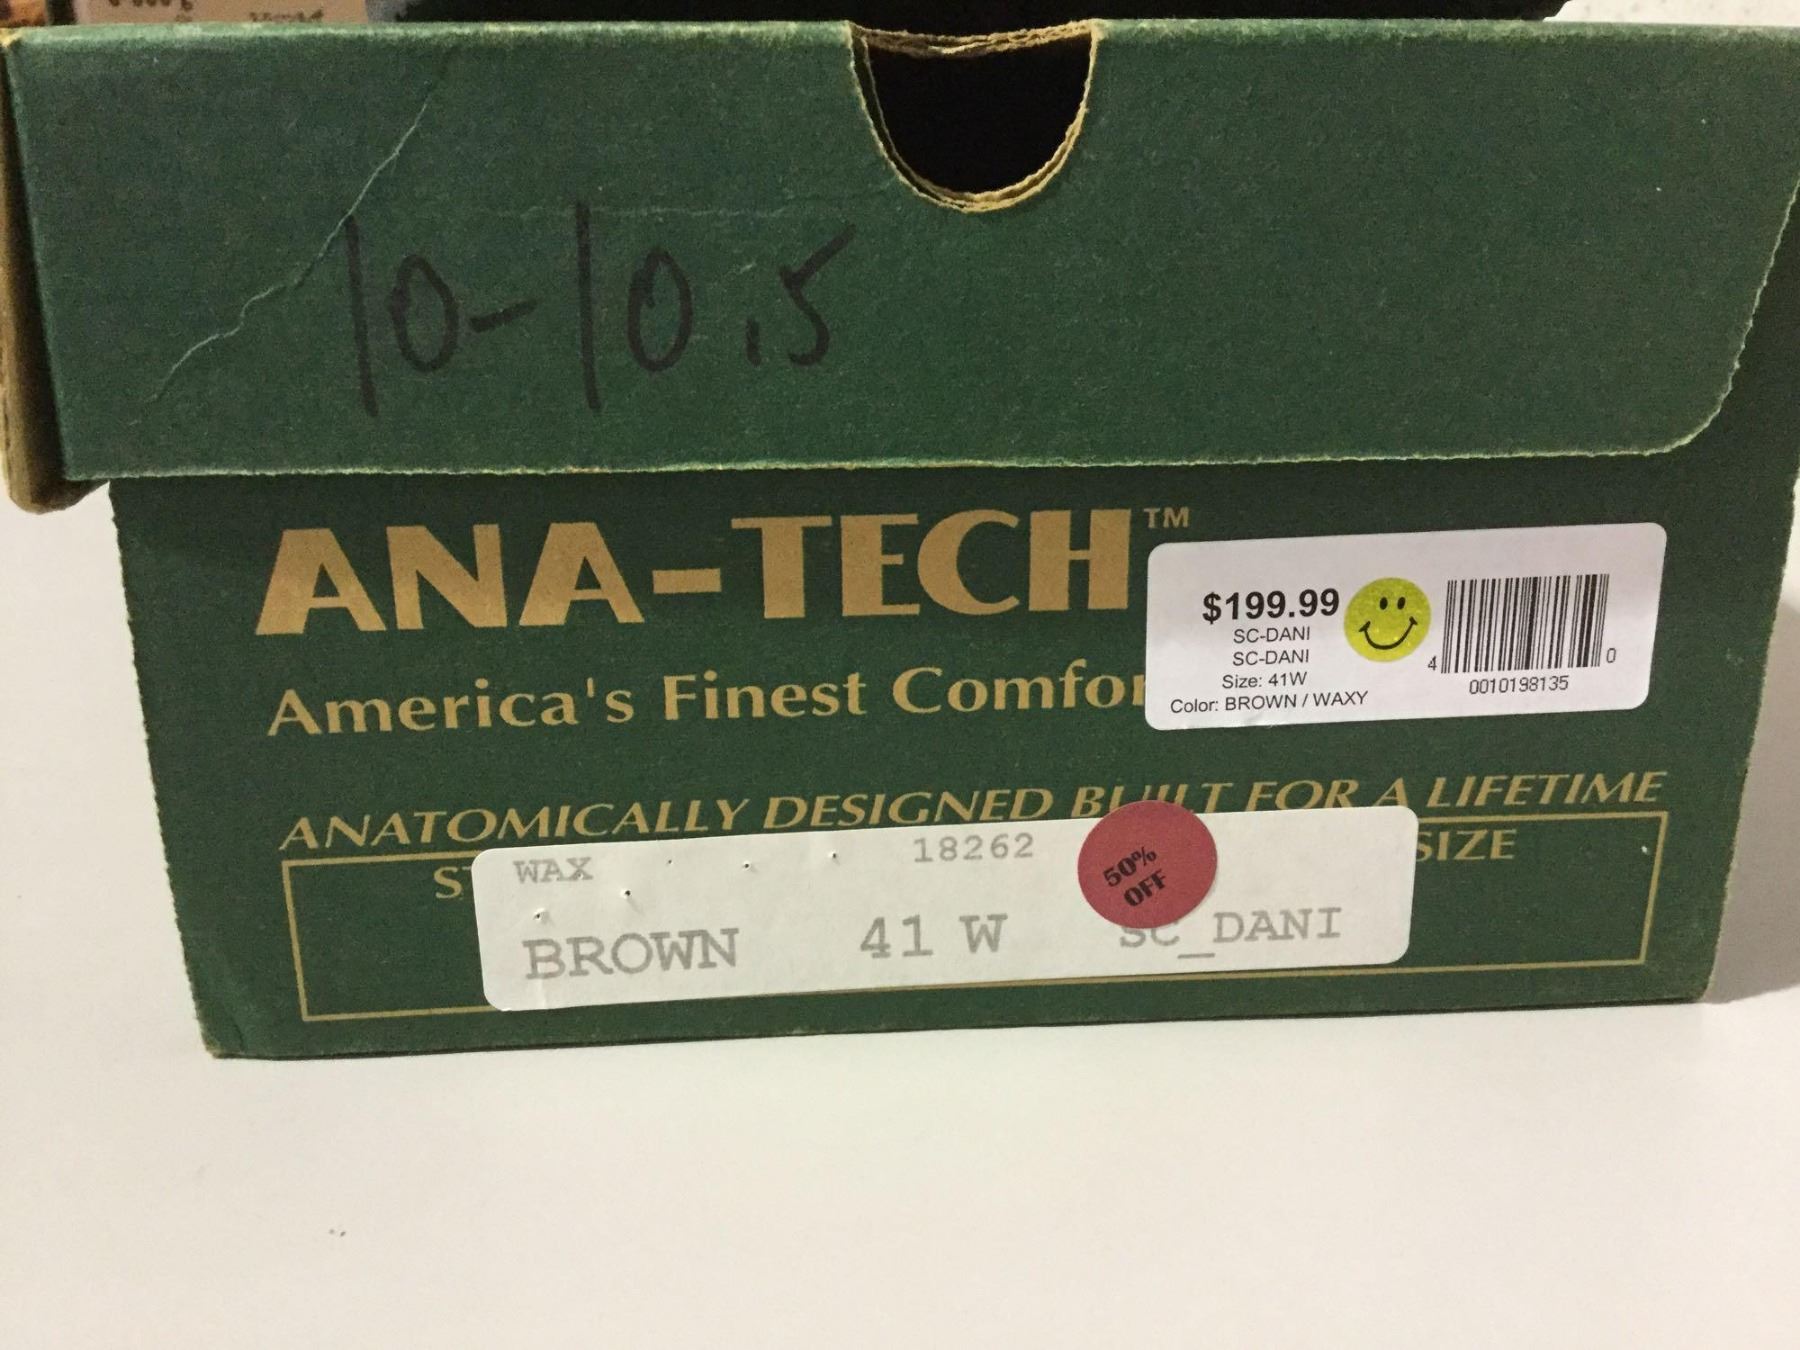 10-10.5
ANA-TECH™
America's Finest Comfor
$199.99
SC-DANI
SC-DANI
Size: 41W
Color: BROWN / WAXY
4 0
0010198135
ANATOMICALLY DESIGNED BUILT FOR A LIFETIME
SIZE
WAX 18262
50%
OFF
BROWN 41 W SC_DANI